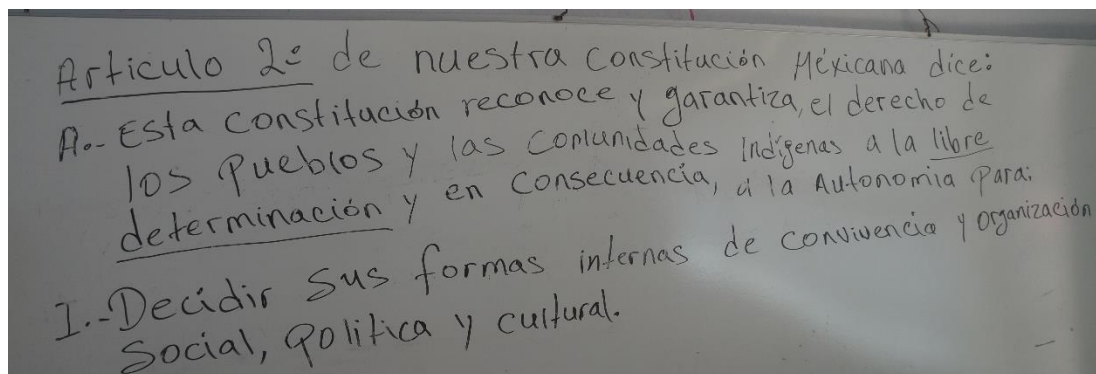 Articulo 2º de nuestra constitución Méxicana dice:
A.- Esta constitución reconoce y garantiza, el derecho de
los Pueblos y las Comunidades Indígenas a la libre
determinación y en consecuencia, a la Autonomia para:
I.- Decidir sus formas internas de convivencia y organización
Social, Politica y cultural.